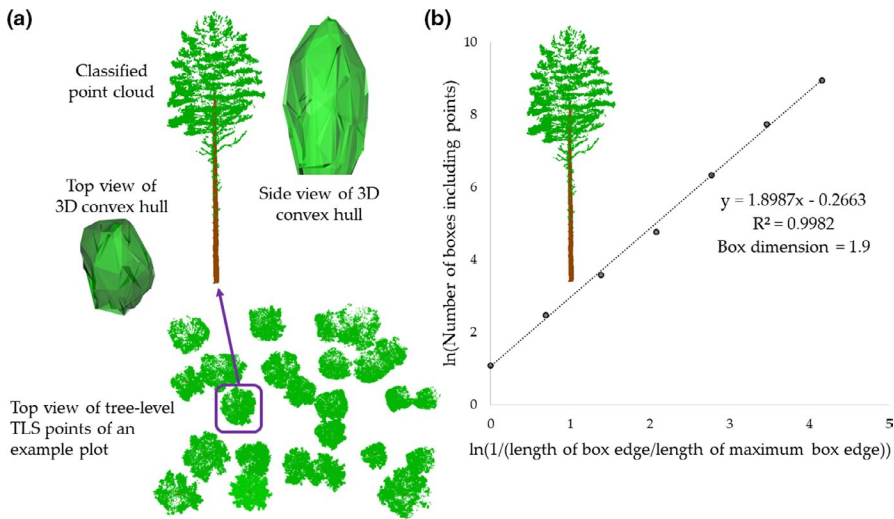 (a)
Classified
point cloud
Top view of
3D convex hull
Side view of 3D
convex hull
Top view of tree-level
TLS points of an
example plot
(b)
ln(Number of boxes including points)
10
8
6
4
2
0
y = 1.8987x - 0.2663
R² = 0.9982
Box dimension = 1.9
0 1 2 3 4 5
ln(1/(length of box edge/length of maximum box edge))